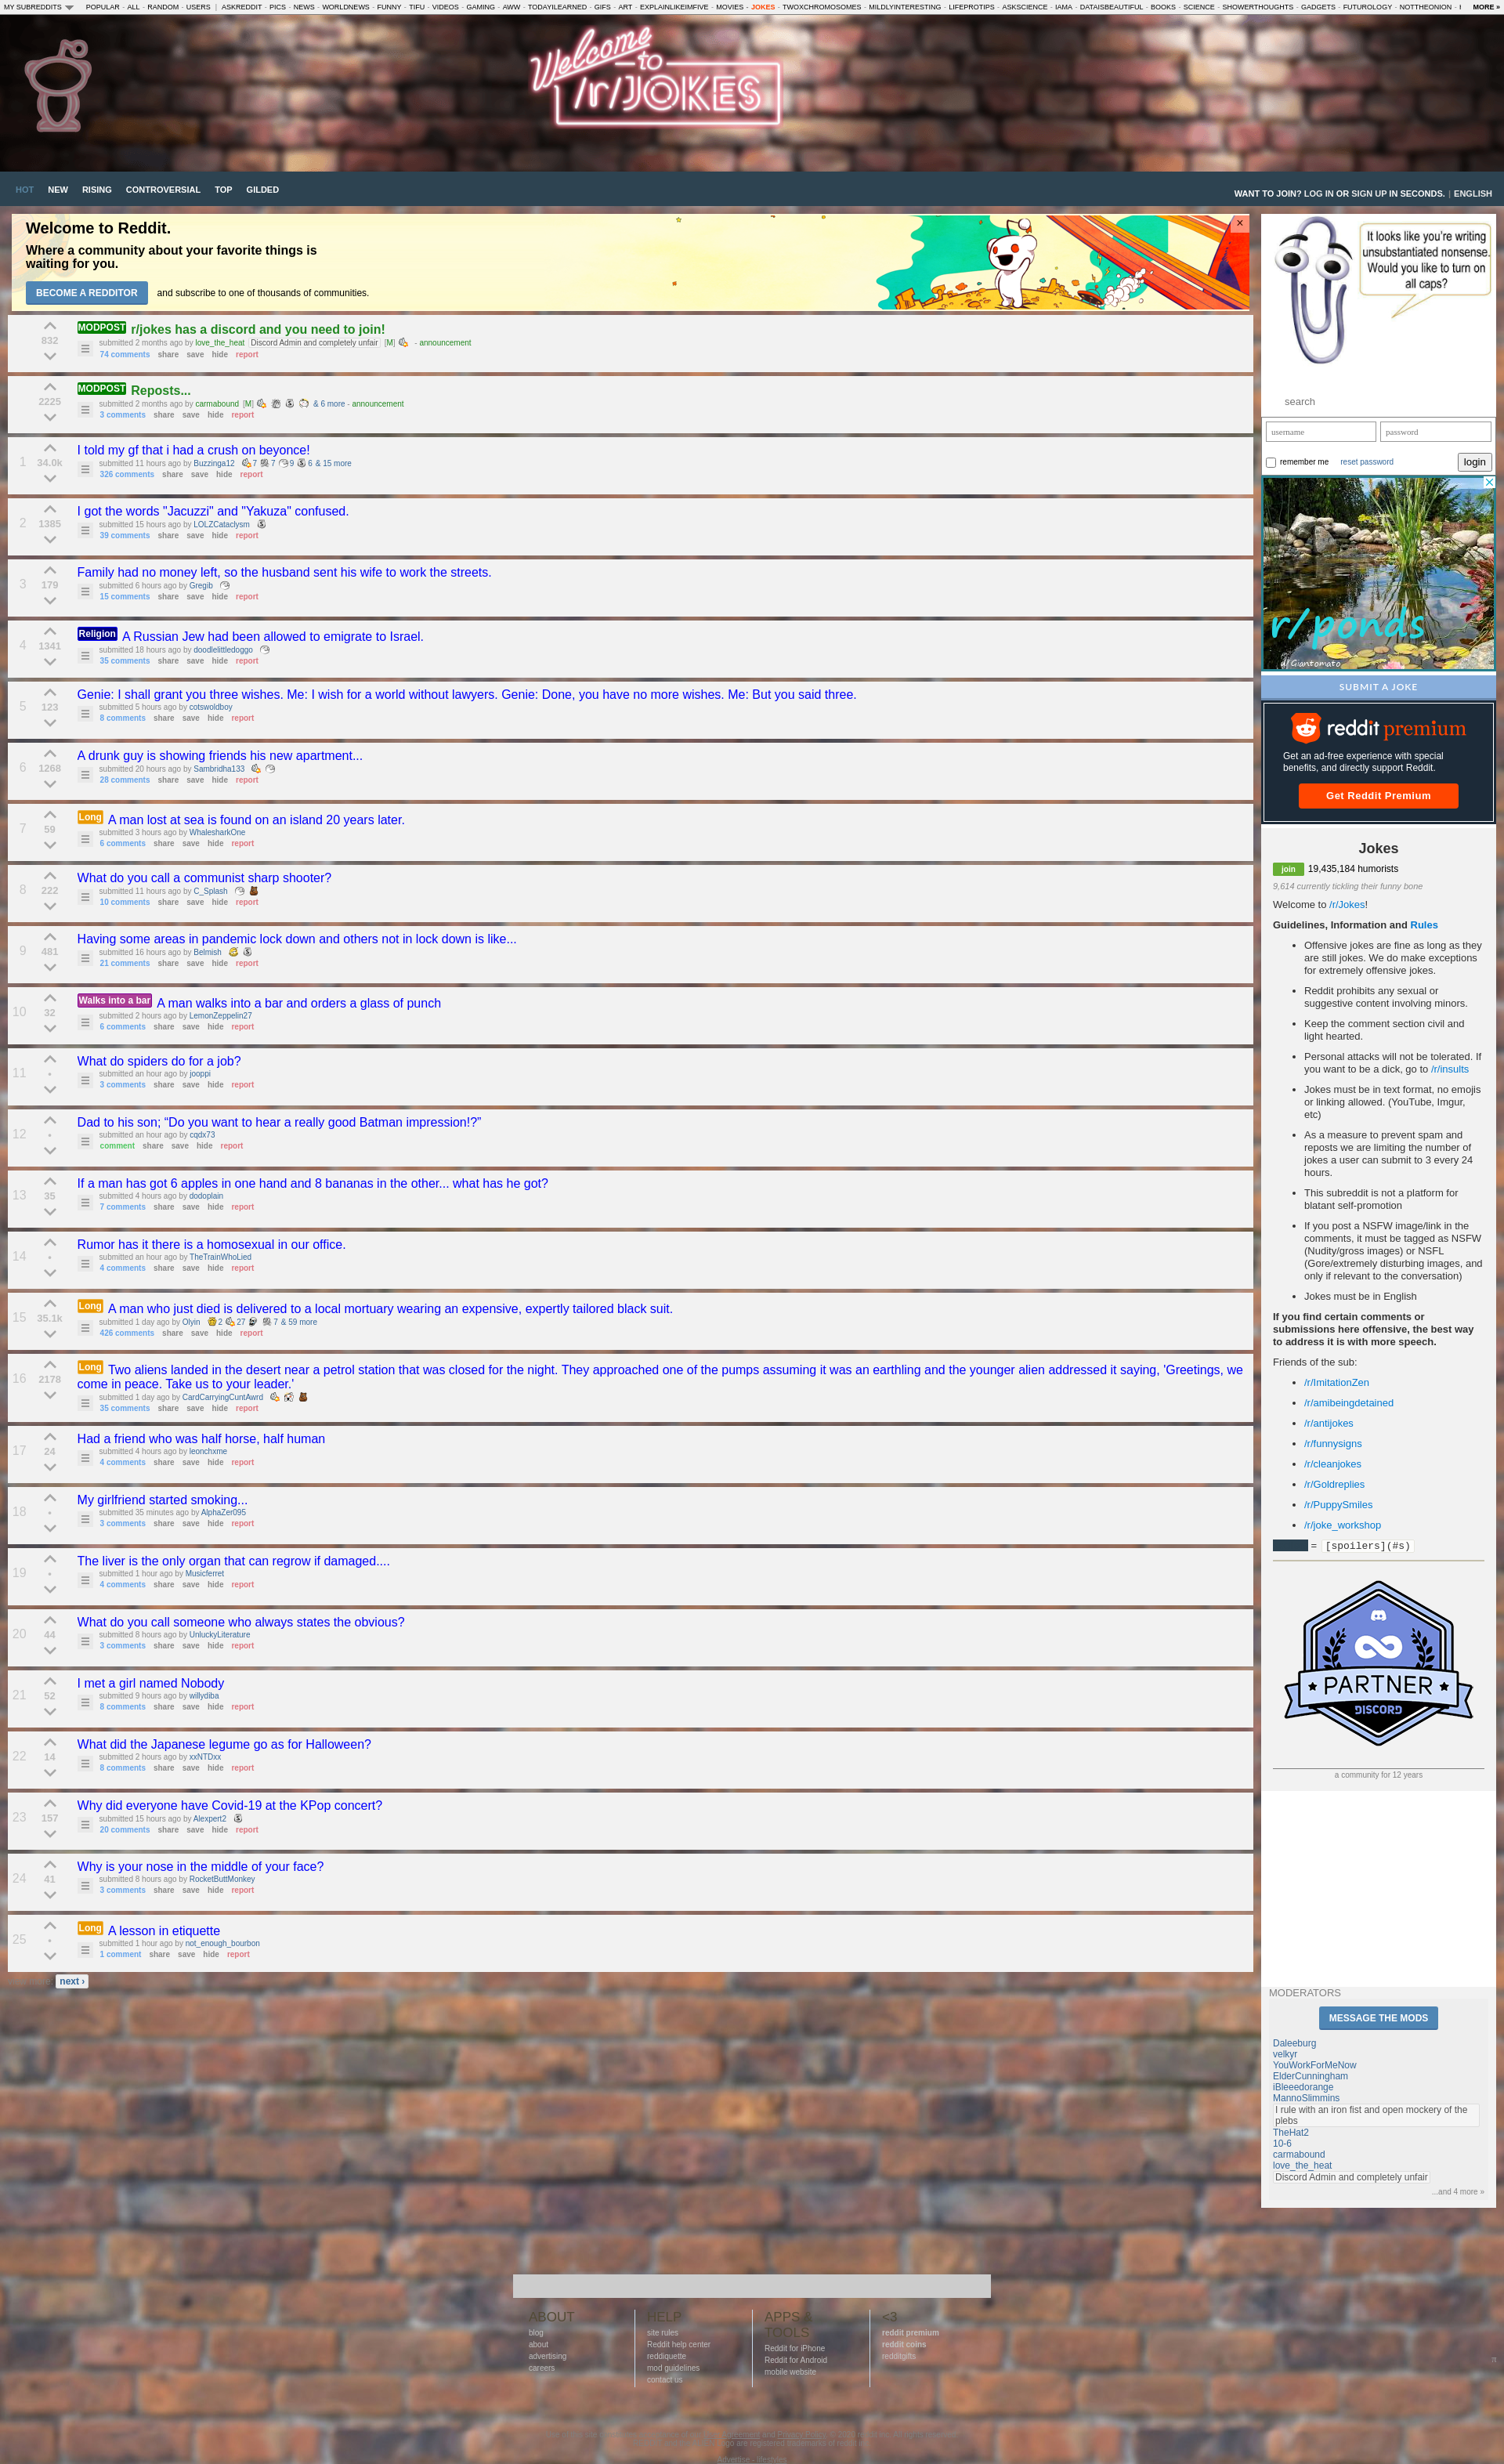 MY SUBREDDITS POPULAR - ALL - RANDOM - USERS | ASKREDDIT - PICS - NEWS - WORLDNEWS - FUNNY - TIFU - VIDEOS - GAMING - AWW - TODAYILEARNED - GIFS - ART - EXPLAINLIKEIMFIVE - MOVIES - JOKES - TWOXCHROMOSOMES - MILDLYINTERESTING - LIFEPROTIPS - ASKSCIENCE - IAMA - DATAISBEAUTIFUL - BOOKS - SCIENCE - SHOWERTHOUGHTS - GADGETS - FUTUROLOGY - NOTTHEONION - I MORE »
Welcome
to
/r/JOKES
HOT NEW RISING CONTROVERSIAL TOP GILDED
WANT TO JOIN? LOG IN OR SIGN UP IN SECONDS. | ENGLISH
Welcome to Reddit.
Where a community about your favorite things is
waiting for you.
BECOME A REDDITOR and subscribe to one of thousands of communities.
×
832
MODPOST r/jokes has a discord and you need to join!
submitted 2 months ago by love_the_heat Discord Admin and completely unfair [M] - announcement
74 comments share save hide report
2225
MODPOST Reposts...
submitted 2 months ago by carmabound [M] & 6 more - announcement
3 comments share save hide report
1 34.0k
I told my gf that i had a crush on beyonce!
submitted 11 hours ago by Buzzinga12 7 7 9 6 & 15 more
326 comments share save hide report
2 1385
I got the words "Jacuzzi" and "Yakuza" confused.
submitted 15 hours ago by LOLZCataclysm
39 comments share save hide report
3 179
Family had no money left, so the husband sent his wife to work the streets.
submitted 6 hours ago by Gregib
15 comments share save hide report
4 1341
Religion A Russian Jew had been allowed to emigrate to Israel.
submitted 18 hours ago by doodlelittledoggo
35 comments share save hide report
5 123
Genie: I shall grant you three wishes. Me: I wish for a world without lawyers. Genie: Done, you have no more wishes. Me: But you said three.
submitted 5 hours ago by cotswoldboy
8 comments share save hide report
6 1268
A drunk guy is showing friends his new apartment...
submitted 20 hours ago by Sambridha133
28 comments share save hide report
7 59
Long A man lost at sea is found on an island 20 years later.
submitted 3 hours ago by WhalesharkOne
6 comments share save hide report
8 222
What do you call a communist sharp shooter?
submitted 11 hours ago by C_Splash
10 comments share save hide report
9 481
Having some areas in pandemic lock down and others not in lock down is like...
submitted 16 hours ago by Belmish
21 comments share save hide report
10 32
Walks into a bar A man walks into a bar and orders a glass of punch
submitted 2 hours ago by LemonZeppelin27
6 comments share save hide report
11 •
What do spiders do for a job?
submitted an hour ago by jooppi
3 comments share save hide report
12 •
Dad to his son; “Do you want to hear a really good Batman impression!?”
submitted an hour ago by cqdx73
comment share save hide report
13 35
If a man has got 6 apples in one hand and 8 bananas in the other... what has he got?
submitted 4 hours ago by dodoplain
7 comments share save hide report
14 •
Rumor has it there is a homosexual in our office.
submitted an hour ago by TheTrainWhoLied
4 comments share save hide report
15 35.1k
Long A man who just died is delivered to a local mortuary wearing an expensive, expertly tailored black suit.
submitted 1 day ago by Olyin 2 27 7 & 59 more
426 comments share save hide report
16 2178
Long Two aliens landed in the desert near a petrol station that was closed for the night. They approached one of the pumps assuming it was an earthling and the younger alien addressed it saying, 'Greetings, we
come in peace. Take us to your leader.'
submitted 1 day ago by CardCarryingCuntAwrd
35 comments share save hide report
17 24
Had a friend who was half horse, half human
submitted 4 hours ago by leonchxme
4 comments share save hide report
18 •
My girlfriend started smoking...
submitted 35 minutes ago by AlphaZer095
3 comments share save hide report
19 •
The liver is the only organ that can regrow if damaged....
submitted 1 hour ago by Musicferret
4 comments share save hide report
20 44
What do you call someone who always states the obvious?
submitted 8 hours ago by UnluckyLiterature
3 comments share save hide report
21 52
I met a girl named Nobody
submitted 9 hours ago by willydiba
8 comments share save hide report
22 14
What did the Japanese legume go as for Halloween?
submitted 2 hours ago by xxNTDxx
8 comments share save hide report
23 157
Why did everyone have Covid-19 at the KPop concert?
submitted 15 hours ago by Alexpert2
20 comments share save hide report
24 41
Why is your nose in the middle of your face?
submitted 8 hours ago by RocketButtMonkey
3 comments share save hide report
25 •
Long A lesson in etiquette
submitted 1 hour ago by not_enough_bourbon
1 comment share save hide report
next ›
It looks like you're writing
unsubstantiated nonsense.
Would you like to turn on
all caps?
search
username password
remember me reset password login
r/ponds
u/Giantomato
SUBMIT A JOKE
reddit premium
Get an ad-free experience with special
benefits, and directly support Reddit.
Get Reddit Premium
Jokes
join 19,435,184 humorists
9,614 currently tickling their funny bone
Welcome to /r/Jokes!
Guidelines, Information and Rules
• Offensive jokes are fine as long as they
are still jokes. We do make exceptions
for extremely offensive jokes.
• Reddit prohibits any sexual or
suggestive content involving minors.
• Keep the comment section civil and
light hearted.
• Personal attacks will not be tolerated. If
you want to be a dick, go to /r/insults
• Jokes must be in text format, no emojis
or linking allowed. (YouTube, Imgur,
etc)
• As a measure to prevent spam and
reposts we are limiting the number of
jokes a user can submit to 3 every 24
hours.
• This subreddit is not a platform for
blatant self-promotion
• If you post a NSFW image/link in the
comments, it must be tagged as NSFW
(Nudity/gross images) or NSFL
(Gore/extremely disturbing images, and
only if relevant to the conversation)
• Jokes must be in English
If you find certain comments or
submissions here offensive, the best way
to address it is with more speech.
Friends of the sub:
• /r/ImitationZen
• /r/amibeingdetained
• /r/antijokes
• /r/funnysigns
• /r/cleanjokes
• /r/Goldreplies
• /r/PuppySmiles
• /r/joke_workshop
= [spoilers](#s)
PARTNER
DISCORD
a community for 12 years
MODERATORS
MESSAGE THE MODS
Daleeburg
velkyr
YouWorkForMeNow
ElderCunningham
iBleeedorange
MannoSlimmins
I rule with an iron fist and open mockery of the
plebs
TheHat2
10-6
carmabound
love_the_heat
Discord Admin and completely unfair
...and 4 more »
ABOUT
blog
about
advertising
careers
HELP
site rules
Reddit help center
reddiquette
mod guidelines
contact us
APPS &
TOOLS
Reddit for iPhone
Reddit for Android
mobile website
<3
reddit premium
reddit coins
redditgifts
π